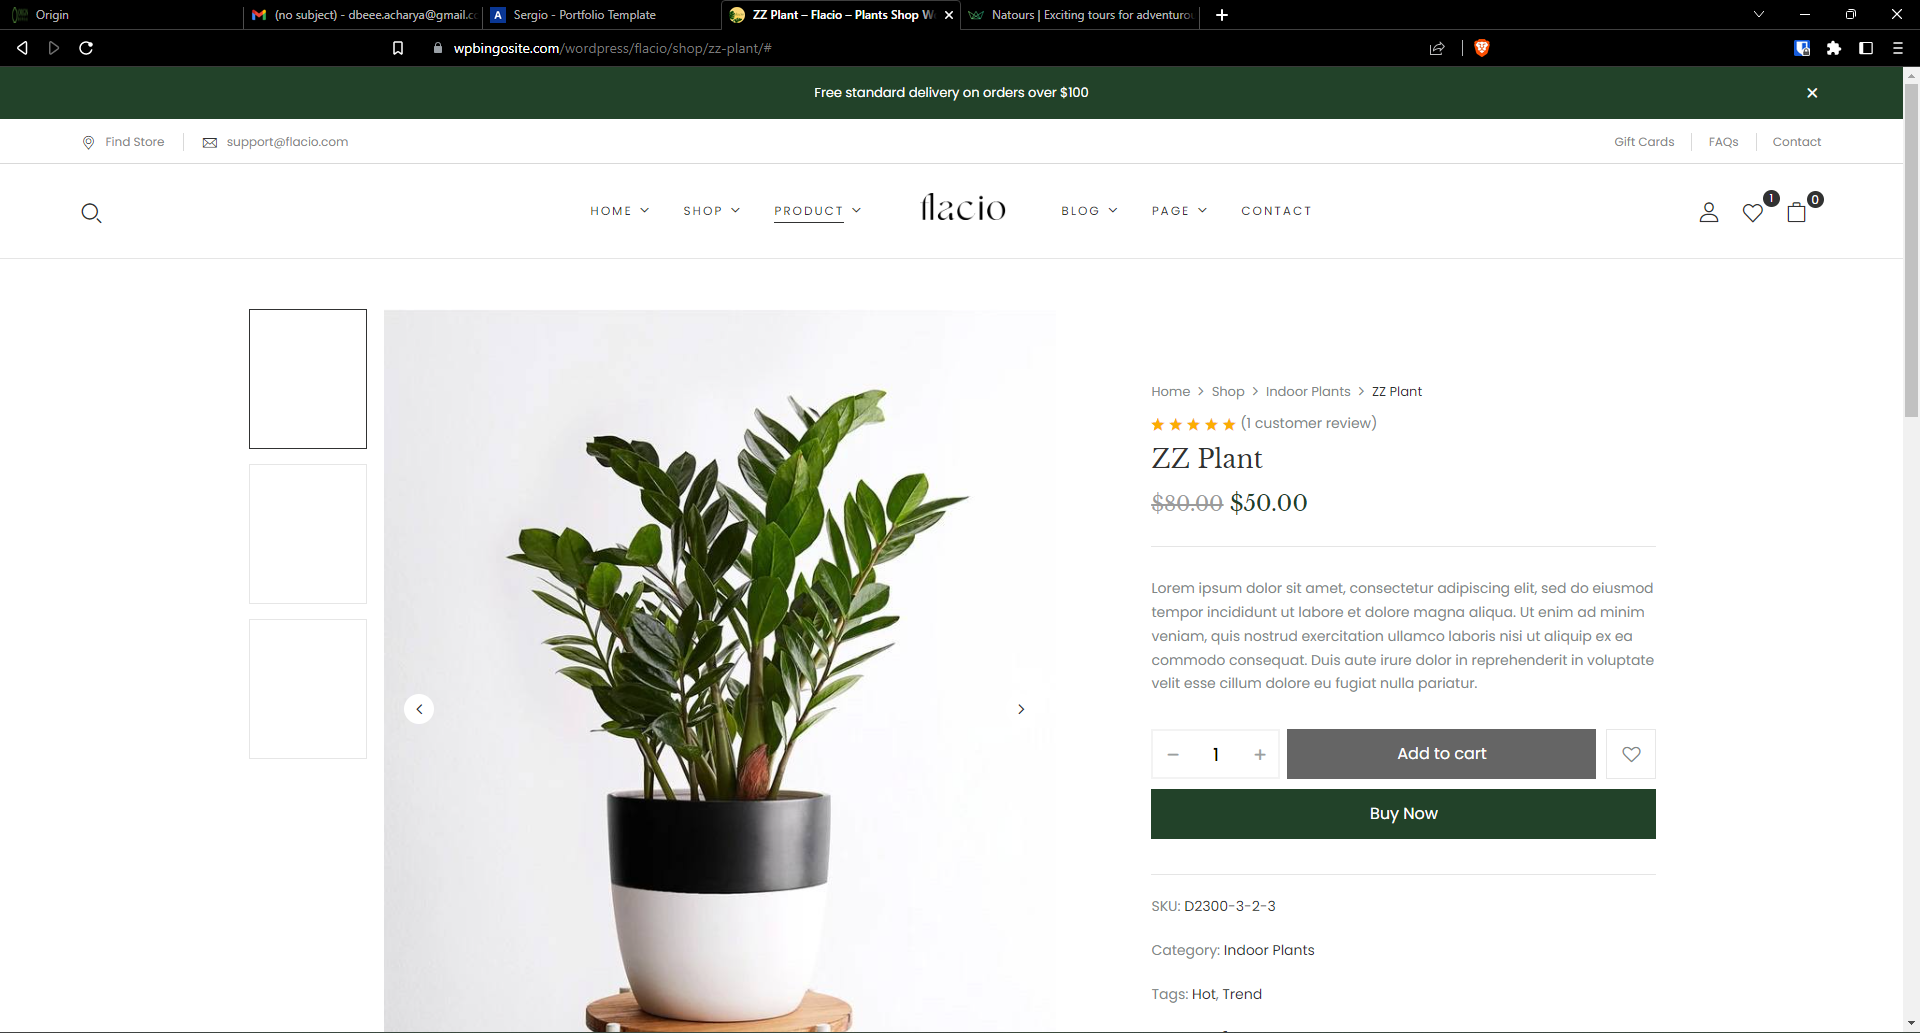 Origin
(no subject) - dbeee.acharya@gmail.co
A Sergio - Portfolio Template
ZZ Plant – Flacio – Plants Shop W
Natours | Exciting tours for adventurou
wpbingosite.com/wordpress/flacio/shop/zz-plant/#
Free standard delivery on orders over $100
Find Store
support@flacio.com
Gift Cards
FAQs
Contact
HOME
SHOP
PRODUCT
flacio
BLOG
PAGE
CONTACT
1
0
Home > Shop > Indoor Plants > ZZ Plant
(1 customer review)
ZZ Plant
$80.00 $50.00
Lorem ipsum dolor sit amet, consectetur adipiscing elit, sed do eiusmod
tempor incididunt ut labore et dolore magna aliqua. Ut enim ad minim
veniam, quis nostrud exercitation ullamco laboris nisi ut aliquip ex ea
commodo consequat. Duis aute irure dolor in reprehenderit in voluptate
velit esse cillum dolore eu fugiat nulla pariatur.
− 1 +
Add to cart
Buy Now
SKU: D2300-3-2-3
Category: Indoor Plants
Tags: Hot, Trend